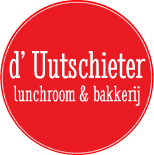 d' Uutschieter
lunchroom & bakkerij